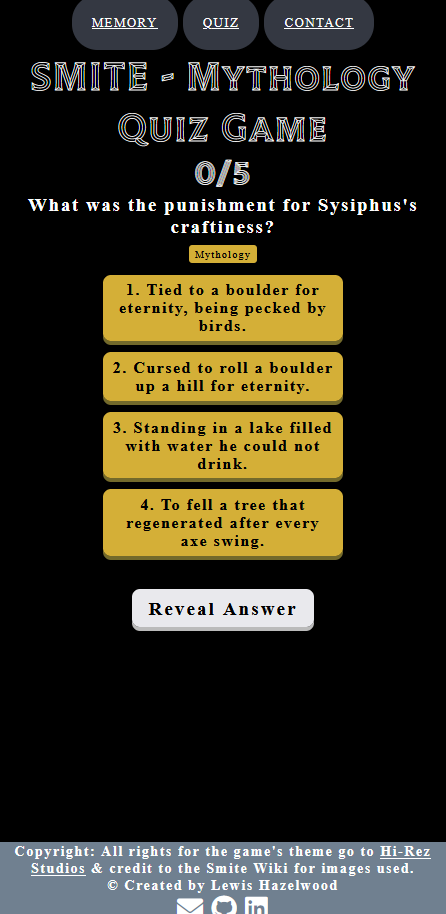 MEMORY QUIZ CONTACT
SMITE - Mythology
Quiz Game
0/5
What was the punishment for Sysiphus's
craftiness?
Mythology
1. Tied to a boulder for
eternity, being pecked by
birds.
2. Cursed to roll a boulder
up a hill for eternity.
3. Standing in a lake filled
with water he could not
drink.
4. To fell a tree that
regenerated after every
axe swing.
Reveal Answer
Copyright: All rights for the game's theme go to Hi-Rez
Studios & credit to the Smite Wiki for images used.
© Created by Lewis Hazelwood
in